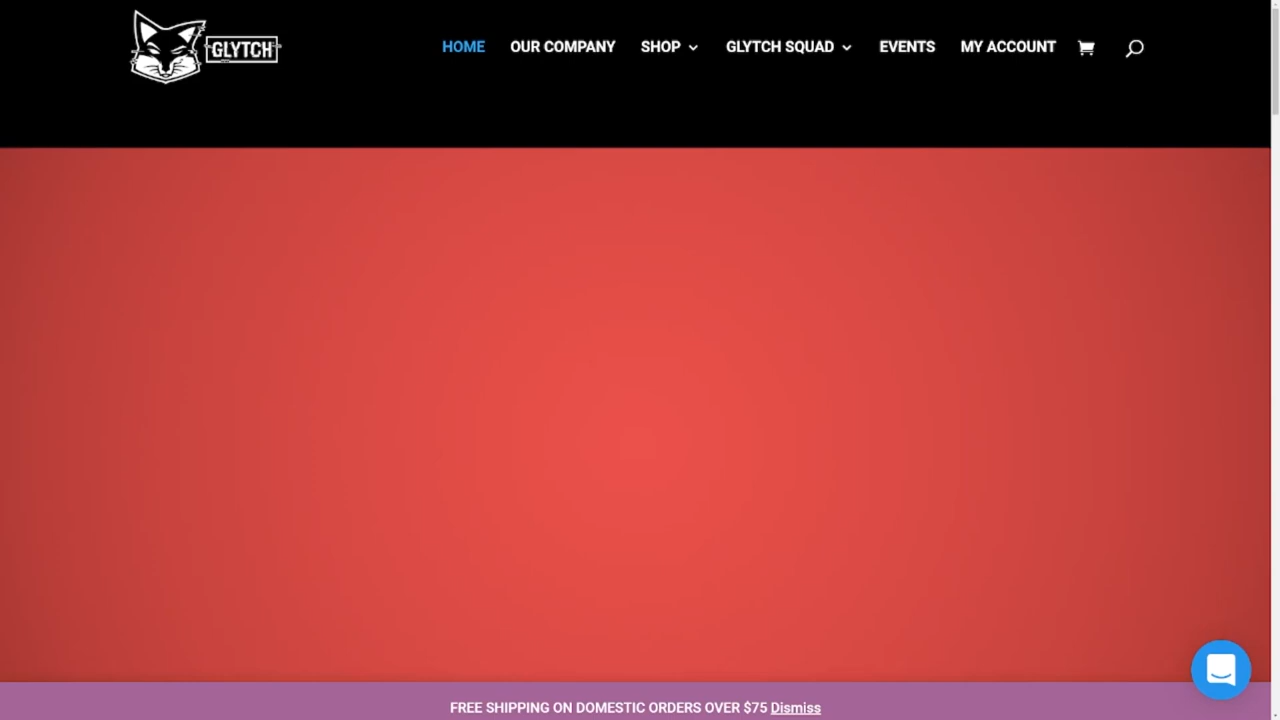 GLYTCH
HOME OUR COMPANY SHOP GLYTCH SQUAD EVENTS MY ACCOUNT
FREE SHIPPING ON DOMESTIC ORDERS OVER $75 Dismiss